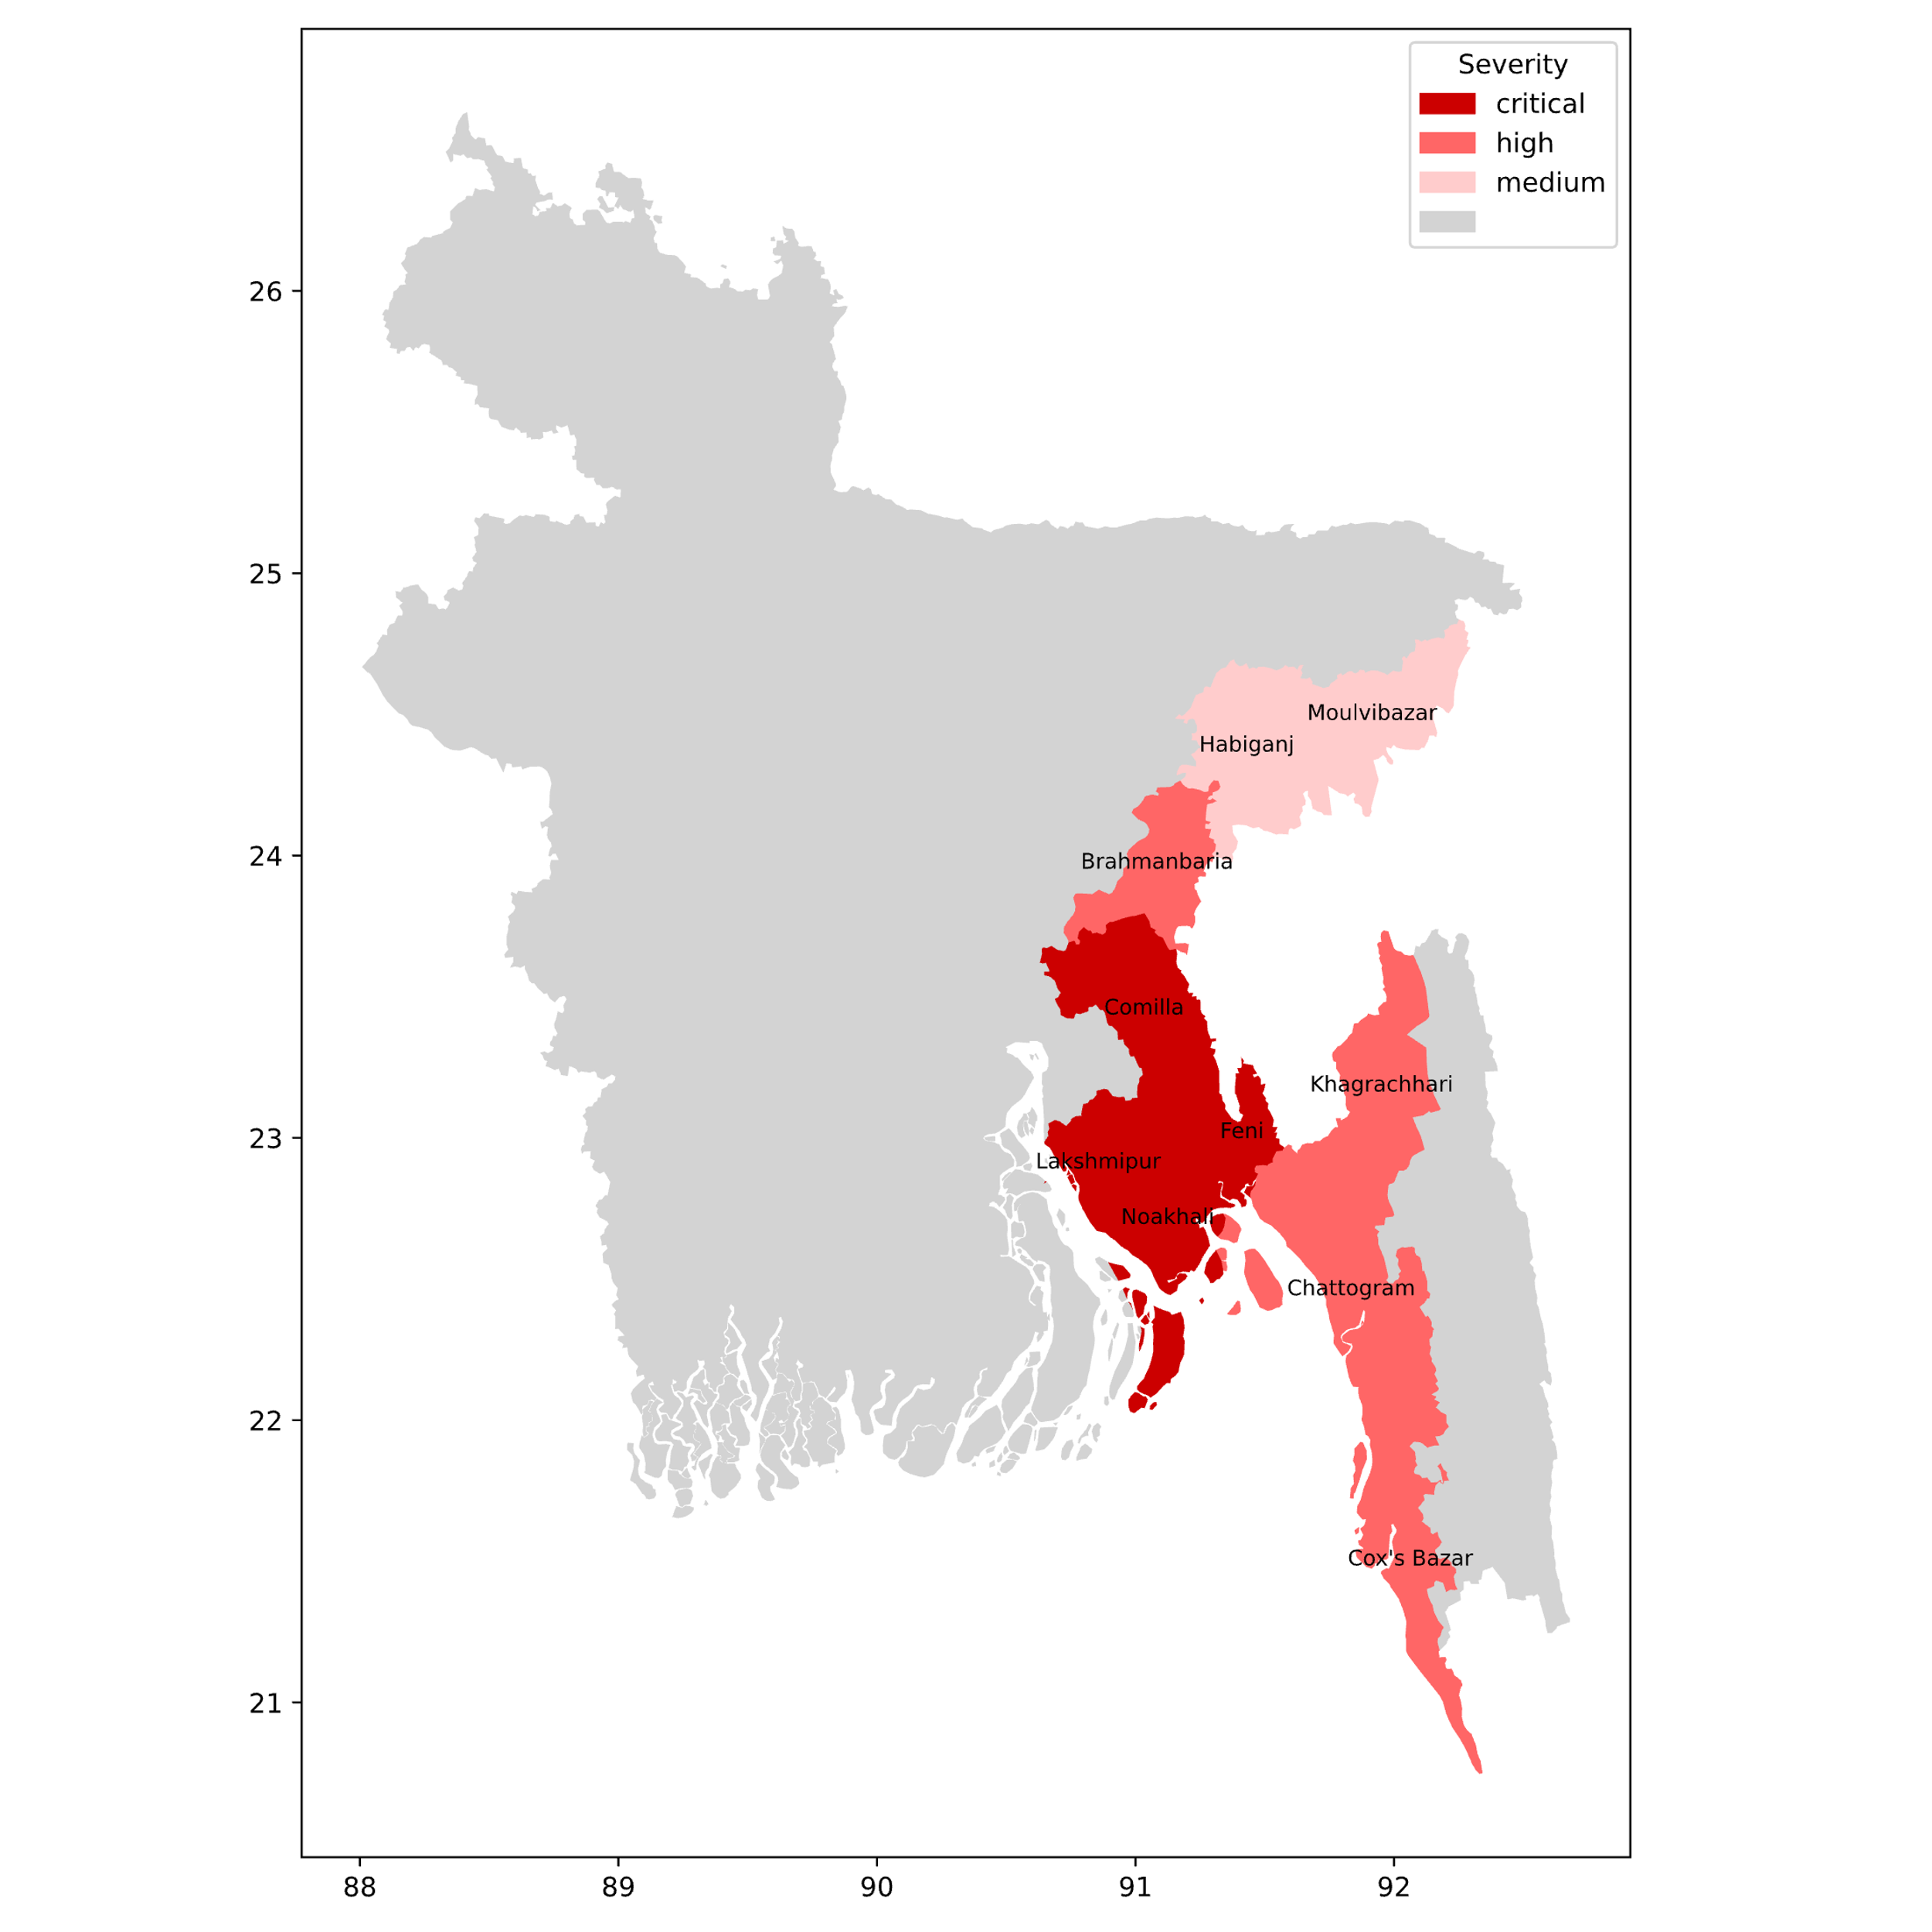 Severity
critical
high
medium
26
25
24
23
22
21
Moulvibazar
Habiganj
Brahmanbaria
Comilla
Khagrachhari
Feni
Lakshmipur
Noakhali
Chattogram
Cox's Bazar
88 89 90 91 92